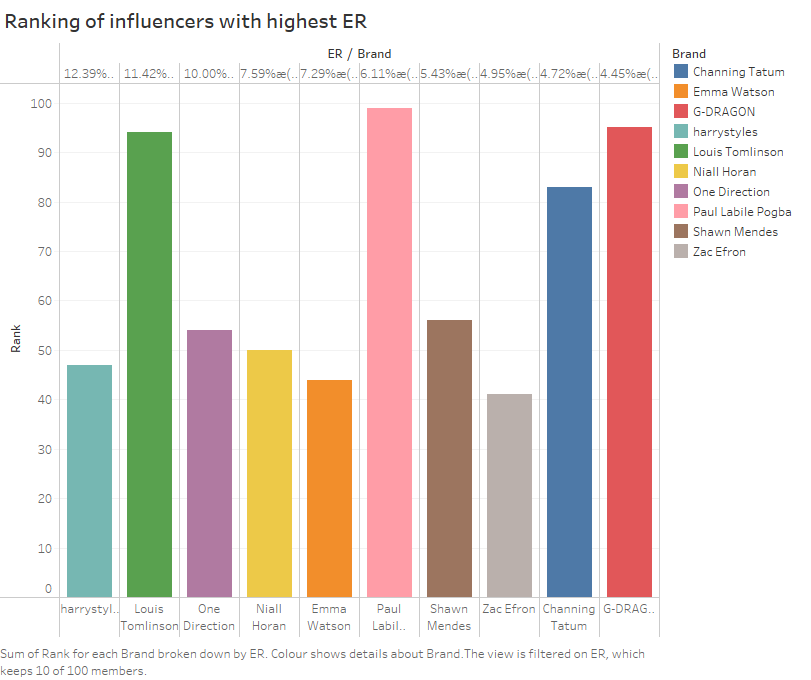 Ranking of influencers with highest ER
ER / Brand
12.39%.. 11.42%.. 10.00%.. 7.59%æ(.. 7.29%æ(.. 6.11%æ(.. 5.43%æ(.. 4.95%æ(.. 4.72%æ(.. 4.45%æ(..
100
90
80
70
60
50
40
30
20
10
0
Rank
harrystyl.. Louis One Niall Emma Paul Shawn Zac Efron Channing G-DRAG..
Tomlinson Direction Horan Watson Labil.. Mendes Tatum
Brand
Channing Tatum
Emma Watson
G-DRAGON
harrystyles
Louis Tomlinson
Niall Horan
One Direction
Paul Labile Pogba
Shawn Mendes
Zac Efron
Sum of Rank for each Brand broken down by ER. Colour shows details about Brand.The view is filtered on ER, which
keeps 10 of 100 members.